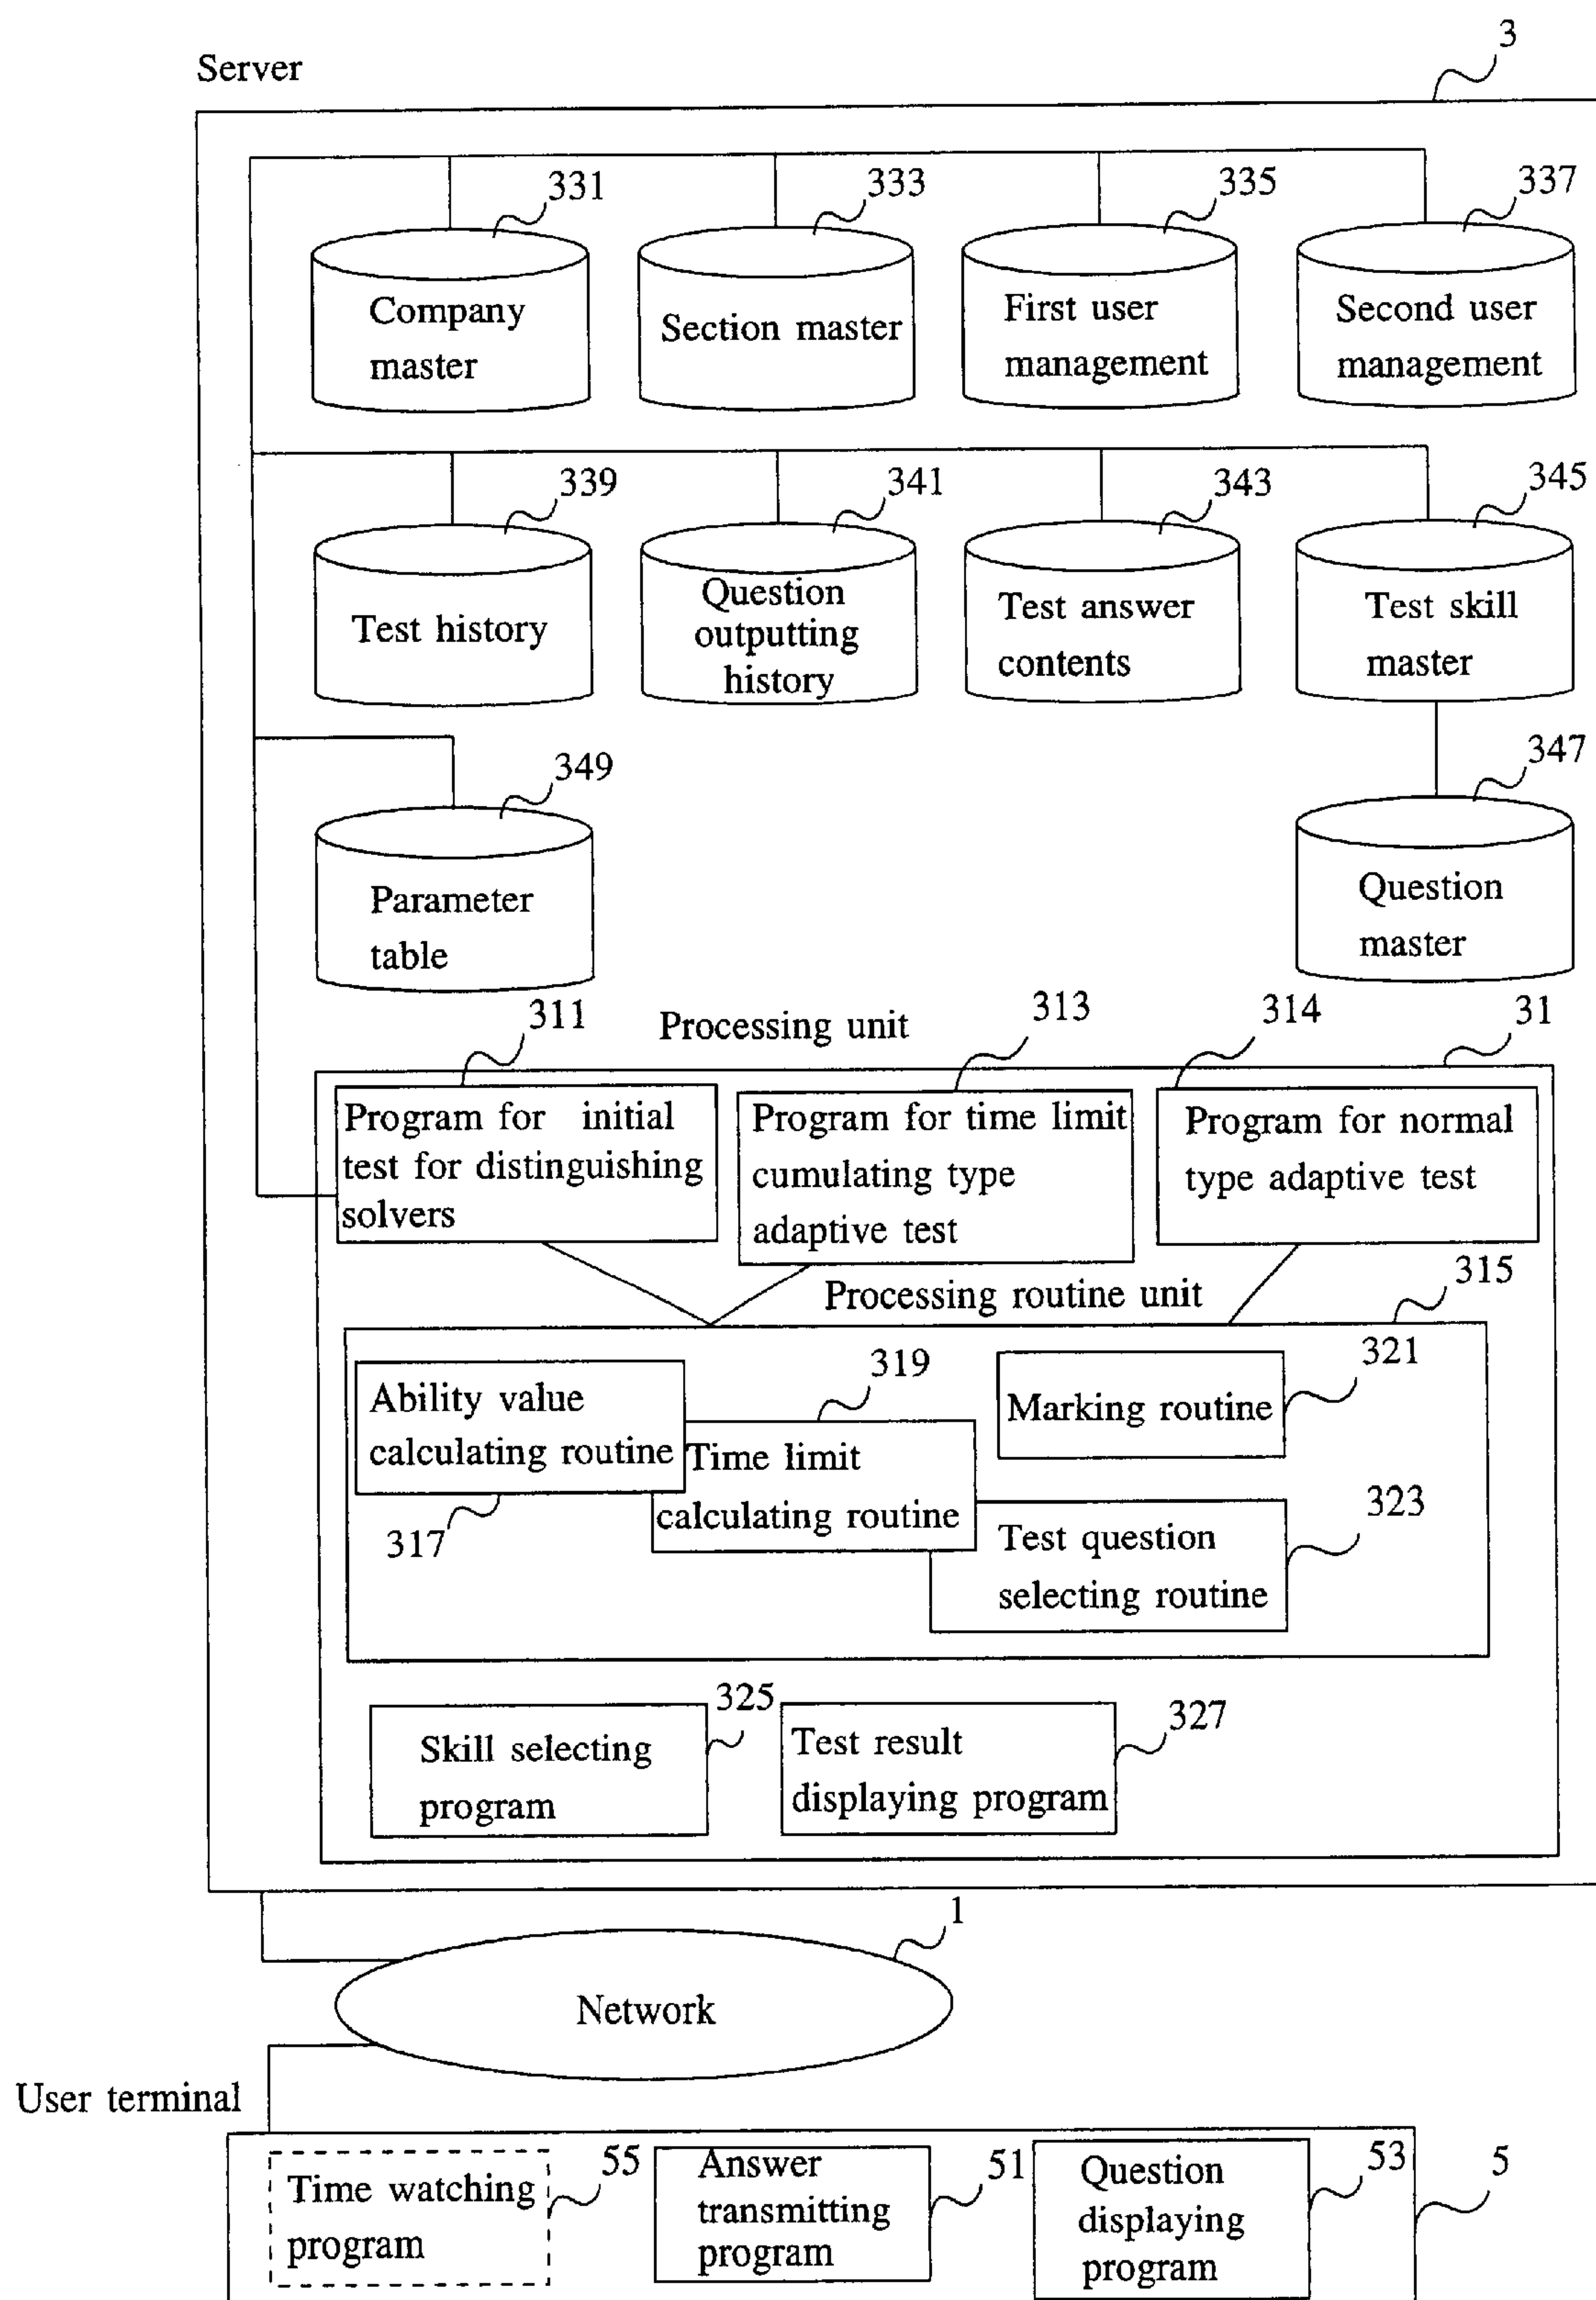 Server
3
331
333
335
337
Company
master
Section master
First user
management
Second user
management
339
341
343
345
Test history
Question
outputting
history
Test answer
contents
Test skill
master
349
347
Parameter
table
Question
master
311
Processing unit
313
314
31
Program for initial
test for distinguishing
solvers
Program for time limit
cumulating type
adaptive test
Program for normal
type adaptive test
Processing routine unit
315
Ability value
calculating routine
317
319
Time limit
calculating routine
Marking routine
321
Test question
selecting routine
323
Skill selecting
program
325
Test result
displaying program
327
1
Network
User terminal
Time watching
program
55
Answer
transmitting
program
51
Question
displaying
program
53
5